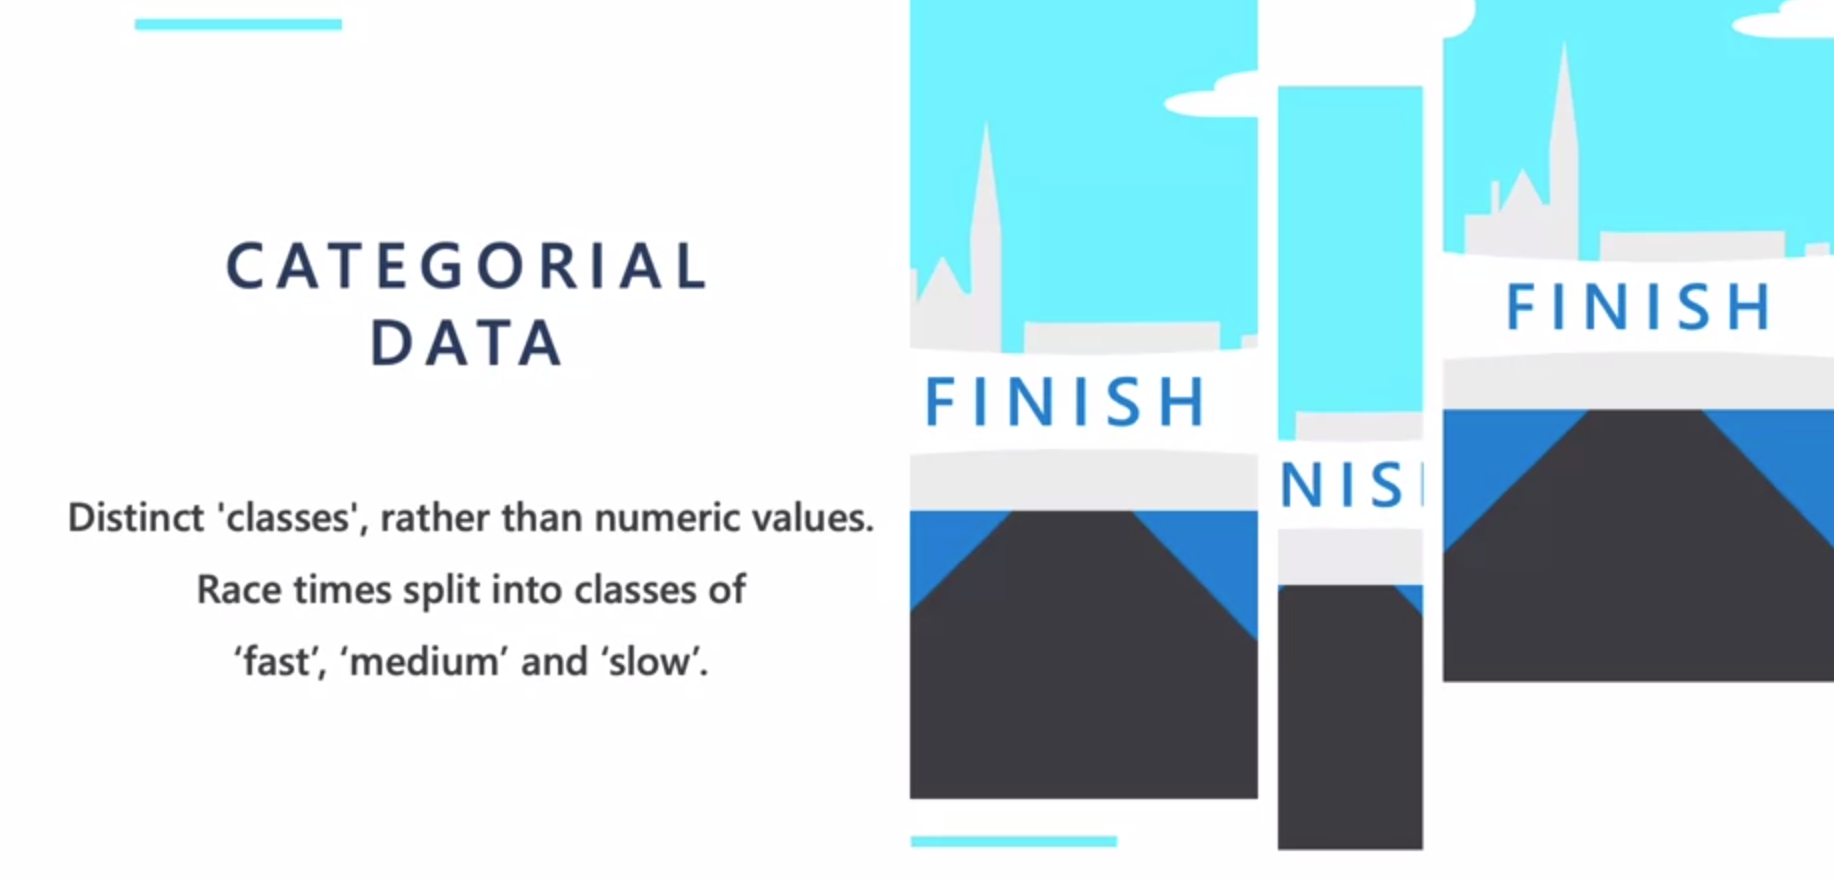 CATEGORIAL
DATA
Distinct 'classes', rather than numeric values.
Race times split into classes of
‘fast’, ‘medium’ and ‘slow’.
FINISH
NIS
FINISH